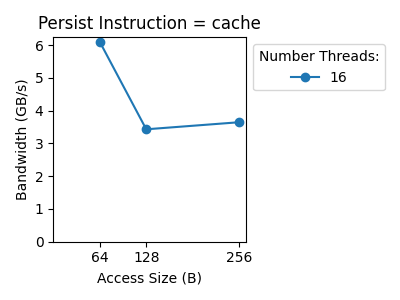 Persist Instruction = cache
Number Threads:
16
6
5
4
3
2
1
0
Bandwidth (GB/s)
64 128 256
Access Size (B)